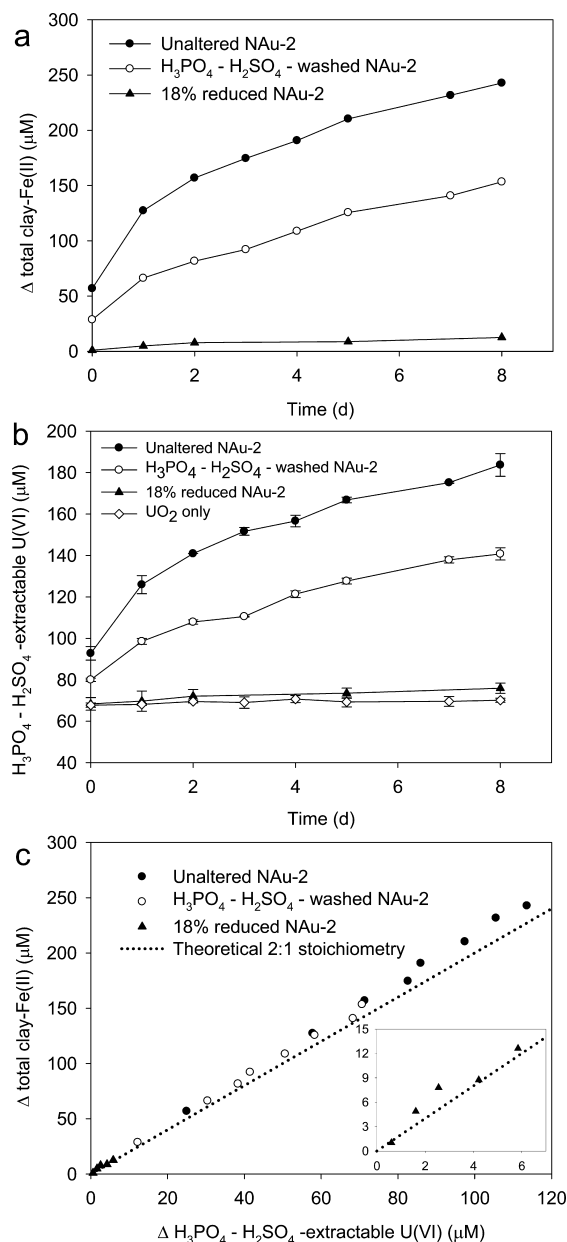 a
300
250
200
150
100
50
0
Δ total clay-Fe(II) (μM)
Unaltered NAu-2
H₃PO₄ - H₂SO₄ - washed NAu-2
18% reduced NAu-2
0 2 4 6 8
Time (d)
b
200
180
160
140
120
100
80
60
40
H₃PO₄ - H₂SO₄ -extractable U(VI) (μM)
Unaltered NAu-2
H₃PO₄ - H₂SO₄ - washed NAu-2
18% reduced NAu-2
UO₂ only
0 2 4 6 8
Time (d)
c
300
250
200
150
100
50
0
Δ total clay-Fe(II) (μM)
Unaltered NAu-2
H₃PO₄ - H₂SO₄ - washed NAu-2
18% reduced NAu-2
Theoretical 2:1 stoichiometry
15
12
9
6
3
0
0 2 4 6
0 20 40 60 80 100 120
Δ H₃PO₄ - H₂SO₄ -extractable U(VI) (μM)